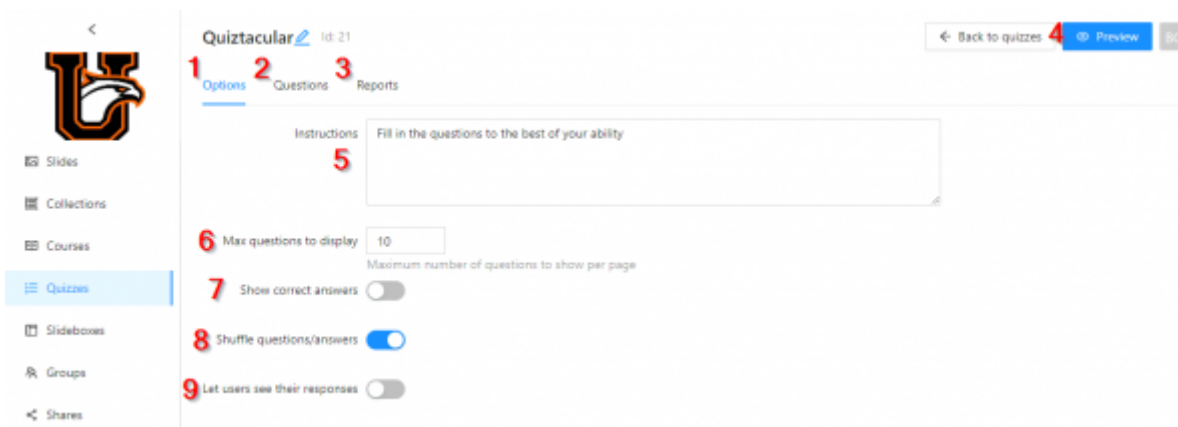 Quiztacular Id: 21
Back to quizzes 4 Preview
1 2 3
Options Questions Reports
Instructions Fill in the questions to the best of your ability
5
Slides
Collections
6 Max questions to display 10
Courses
Maximum number of questions to show per page
Quizzes
7 Show correct answers
Slideboxes
8 Shuffle questions/answers
Groups
9 Let users see their responses
Shares